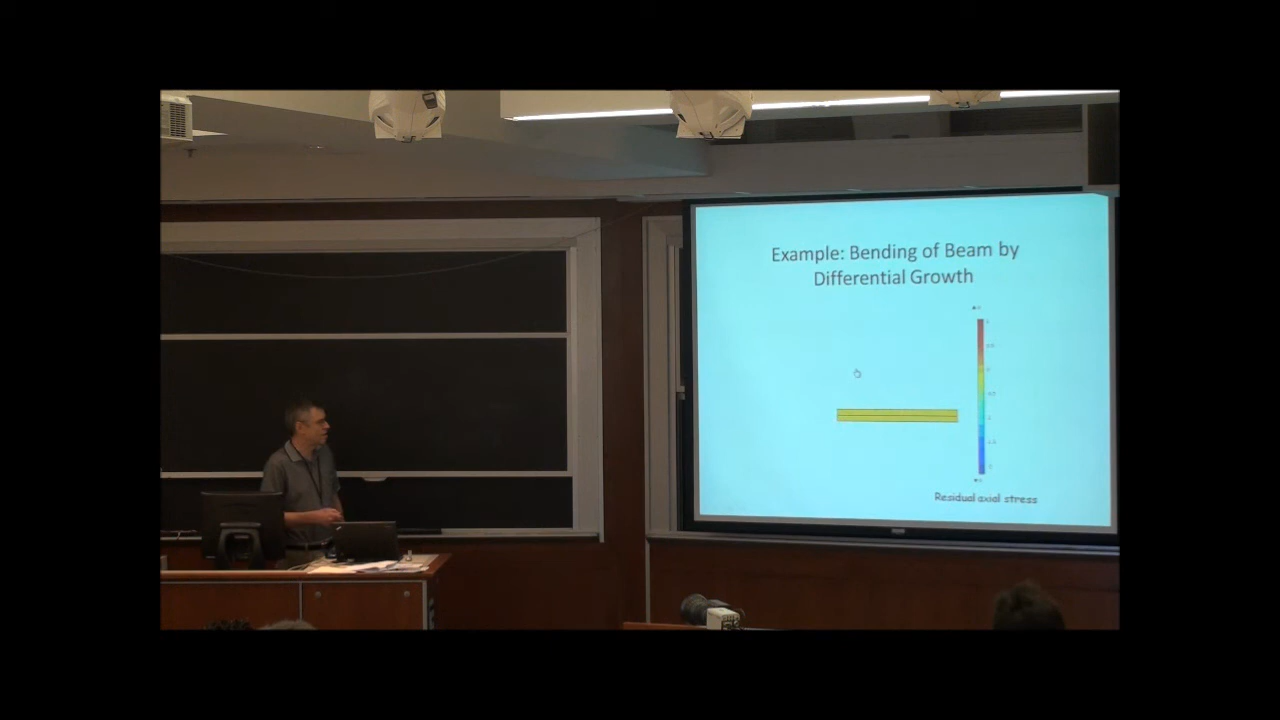 Example: Bending of Beam by
Differential Growth
Residual axial stress